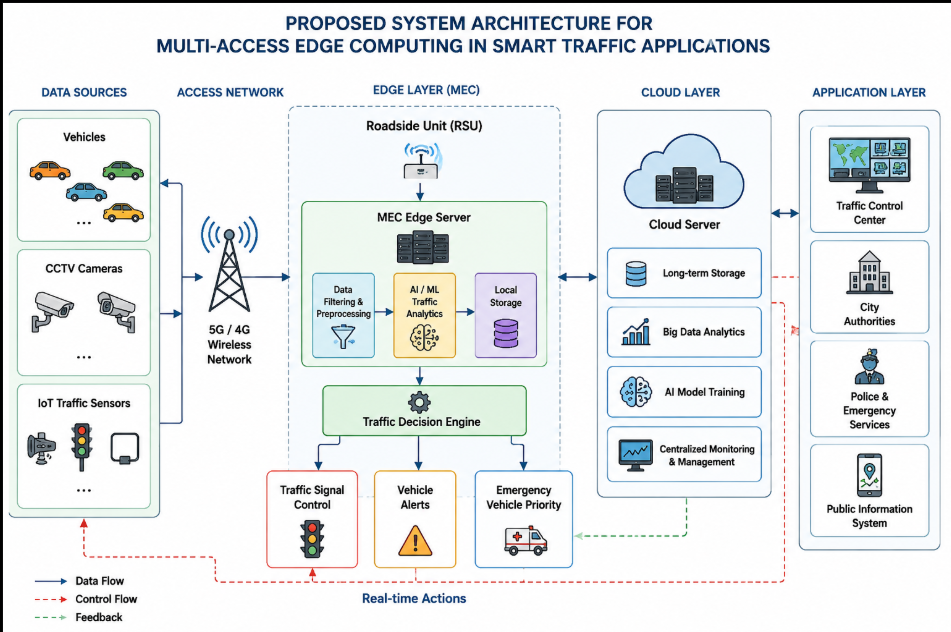 PROPOSED SYSTEM ARCHITECTURE FOR
MULTI-ACCESS EDGE COMPUTING IN SMART TRAFFIC APPLICATIONS
DATA SOURCES
ACCESS NETWORK
EDGE LAYER (MEC)
CLOUD LAYER
APPLICATION LAYER
Vehicles
...
CCTV Cameras
...
IoT Traffic Sensors
...
5G / 4G
Wireless
Network
Roadside Unit (RSU)
MEC Edge Server
Data
Filtering &
Preprocessing
AI / ML
Traffic
Analytics
Local
Storage
Traffic Decision Engine
Traffic Signal
Control
Vehicle
Alerts
Emergency
Vehicle Priority
Cloud Server
Long-term Storage
Big Data Analytics
AI Model Training
Centralized Monitoring
& Management
Traffic Control
Center
City
Authorities
Police &
Emergency
Services
Public Information
System
Data Flow
Control Flow
Feedback
Real-time Actions